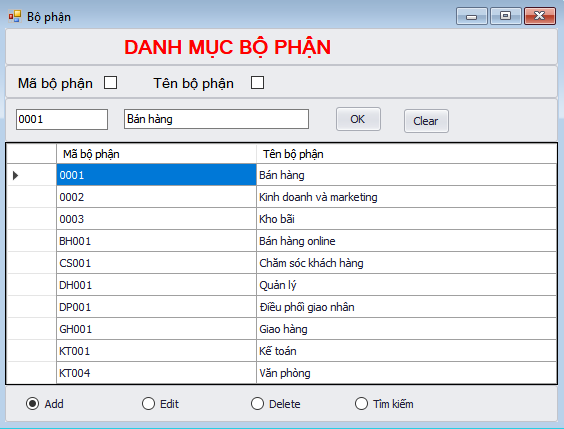 Bộ phận
DANH MỤC BỘ PHẬN
Mã bộ phận Tên bộ phận
0001 Bán hàng OK Clear
Mã bộ phận Tên bộ phận
0001 Bán hàng
0002 Kinh doanh và marketing
0003 Kho bãi
BH001 Bán hàng online
CS001 Chăm sóc khách hàng
DH001 Quản lý
DP001 Điều phối giao nhân
GH001 Giao hàng
KT001 Kế toán
KT004 Văn phòng
Add Edit Delete Tìm kiếm